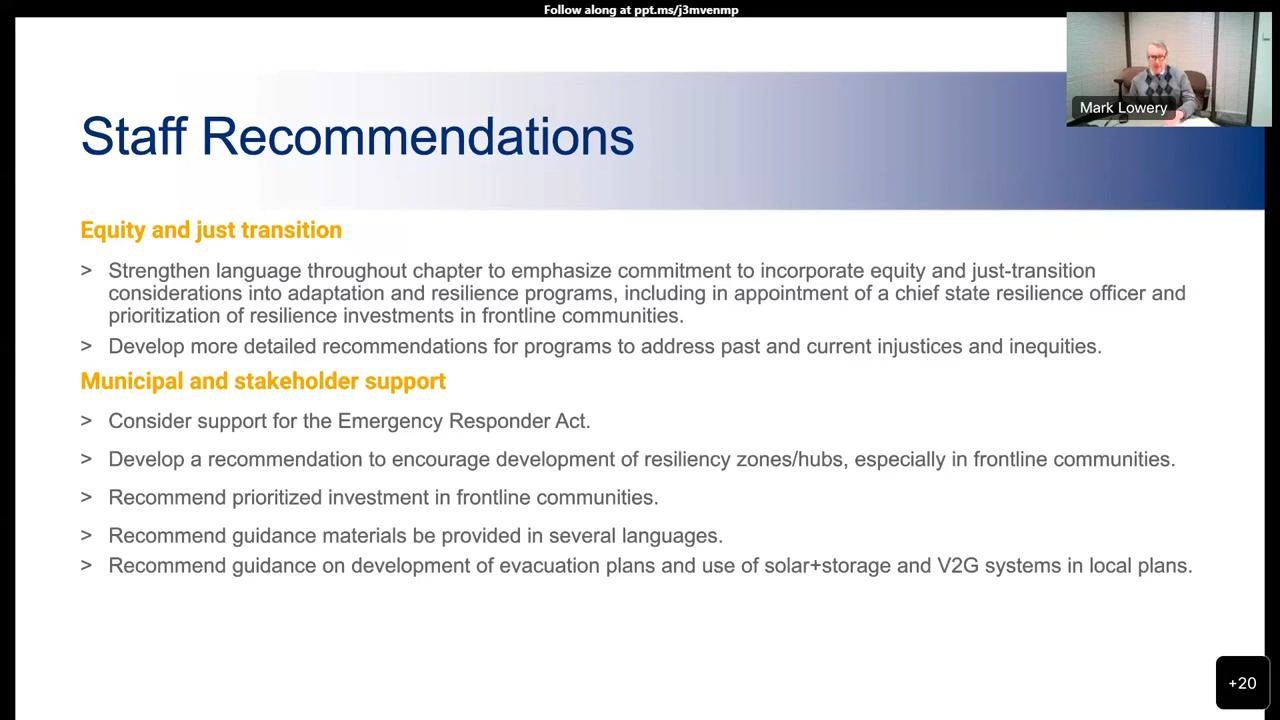 Follow along at ppt.ms/j3mvenmp
Mark Lowery
Staff Recommendations
Equity and just transition
> Strengthen language throughout chapter to emphasize commitment to incorporate equity and just-transition
considerations into adaptation and resilience programs, including in appointment of a chief state resilience officer and
prioritization of resilience investments in frontline communities.
> Develop more detailed recommendations for programs to address past and current injustices and inequities.
Municipal and stakeholder support
> Consider support for the Emergency Responder Act.
> Develop a recommendation to encourage development of resiliency zones/hubs, especially in frontline communities.
> Recommend prioritized investment in frontline communities.
> Recommend guidance materials be provided in several languages.
> Recommend guidance on development of evacuation plans and use of solar+storage and V2G systems in local plans.
+20